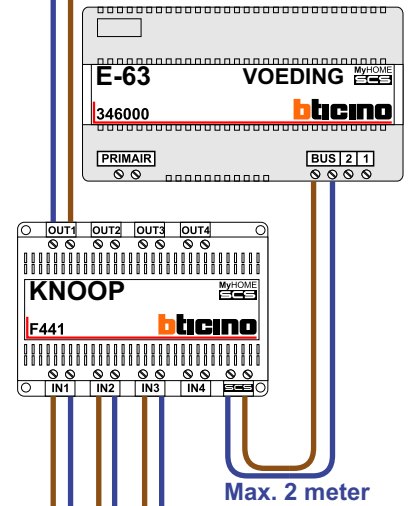 E-63 VOEDING MyHOME SCS
346000 bticino
PRIMAIR BUS 2 1
OUT1 OUT2 OUT3 OUT4
KNOOP MyHOME SCS
F441 bticino
IN1 IN2 IN3 IN4 SCS
Max. 2 meter